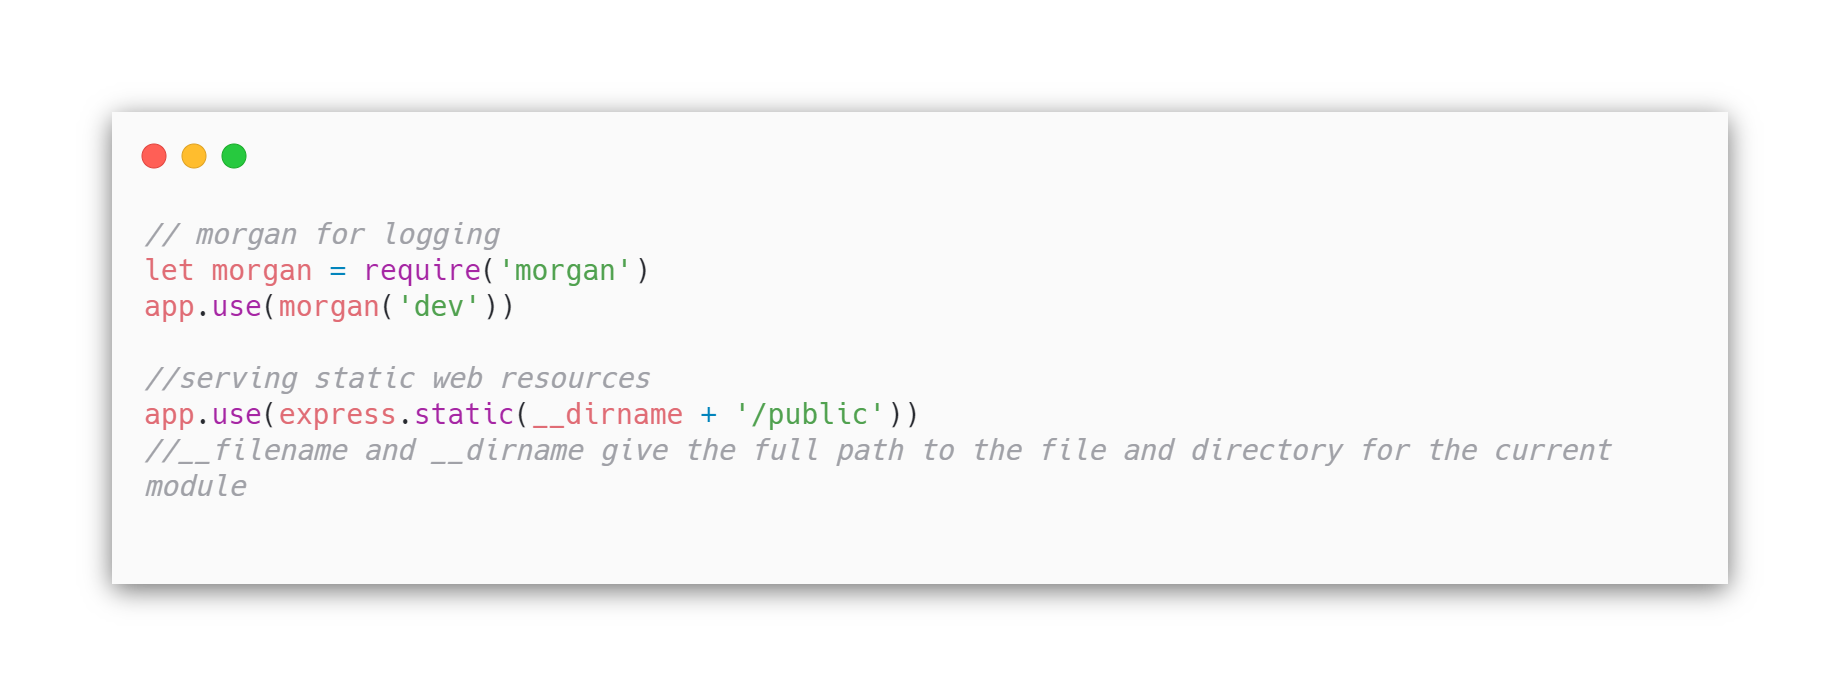 // morgan for logging
let morgan = require('morgan')
app.use(morgan('dev'))
//serving static web resources
app.use(express.static(__dirname + '/public'))
//__filename and __dirname give the full path to the file and directory for the current
module